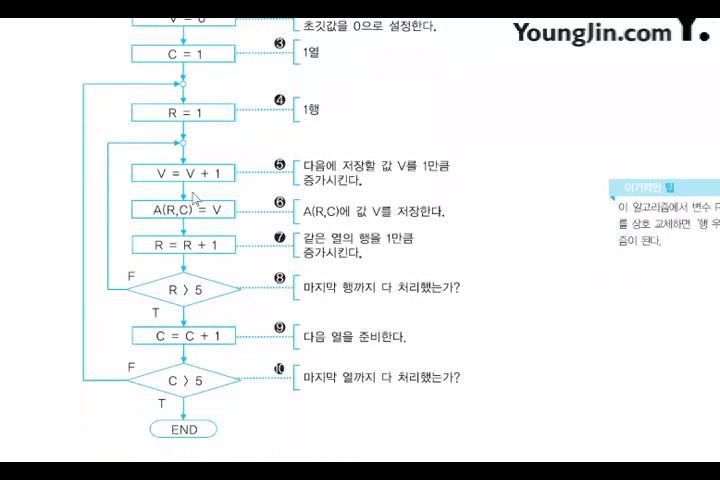 V = 0
초깃값을 0으로 설정한다.
YoungJin.com Y.
C = 1
❸
1열
❹
R = 1
1행
❺
V = V + 1
다음에 저장할 값 V를 1만큼
증가시킨다.
❻
A(R,C) = V
A(R,C)에 값 V를 저장한다.
❼
R = R + 1
같은 열의 행을 1만큼
증가시킨다.
❽
F
R 〉 5
마지막 행까지 다 처리했는가?
T
❾
C = C + 1
다음 열을 준비한다.
❿
F
C 〉 5
마지막 열까지 다 처리했는가?
T
END
이기적인 팁
이 알고리즘에서 변수
를 상호 교체하면 '행 우
즘이 된다.